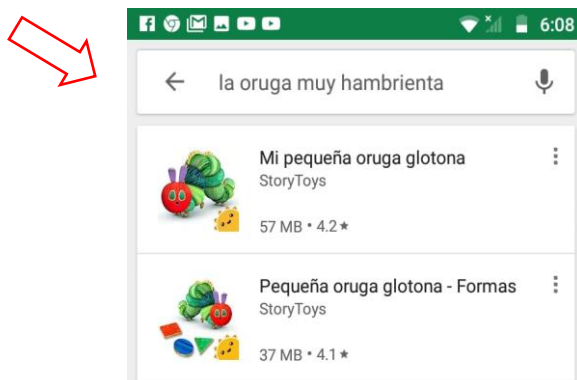 6:08
la oruga muy hambrienta
Mi pequeña oruga glotona
StoryToys
57 MB • 4.2★
Pequeña oruga glotona - Formas
StoryToys
37 MB • 4.1★